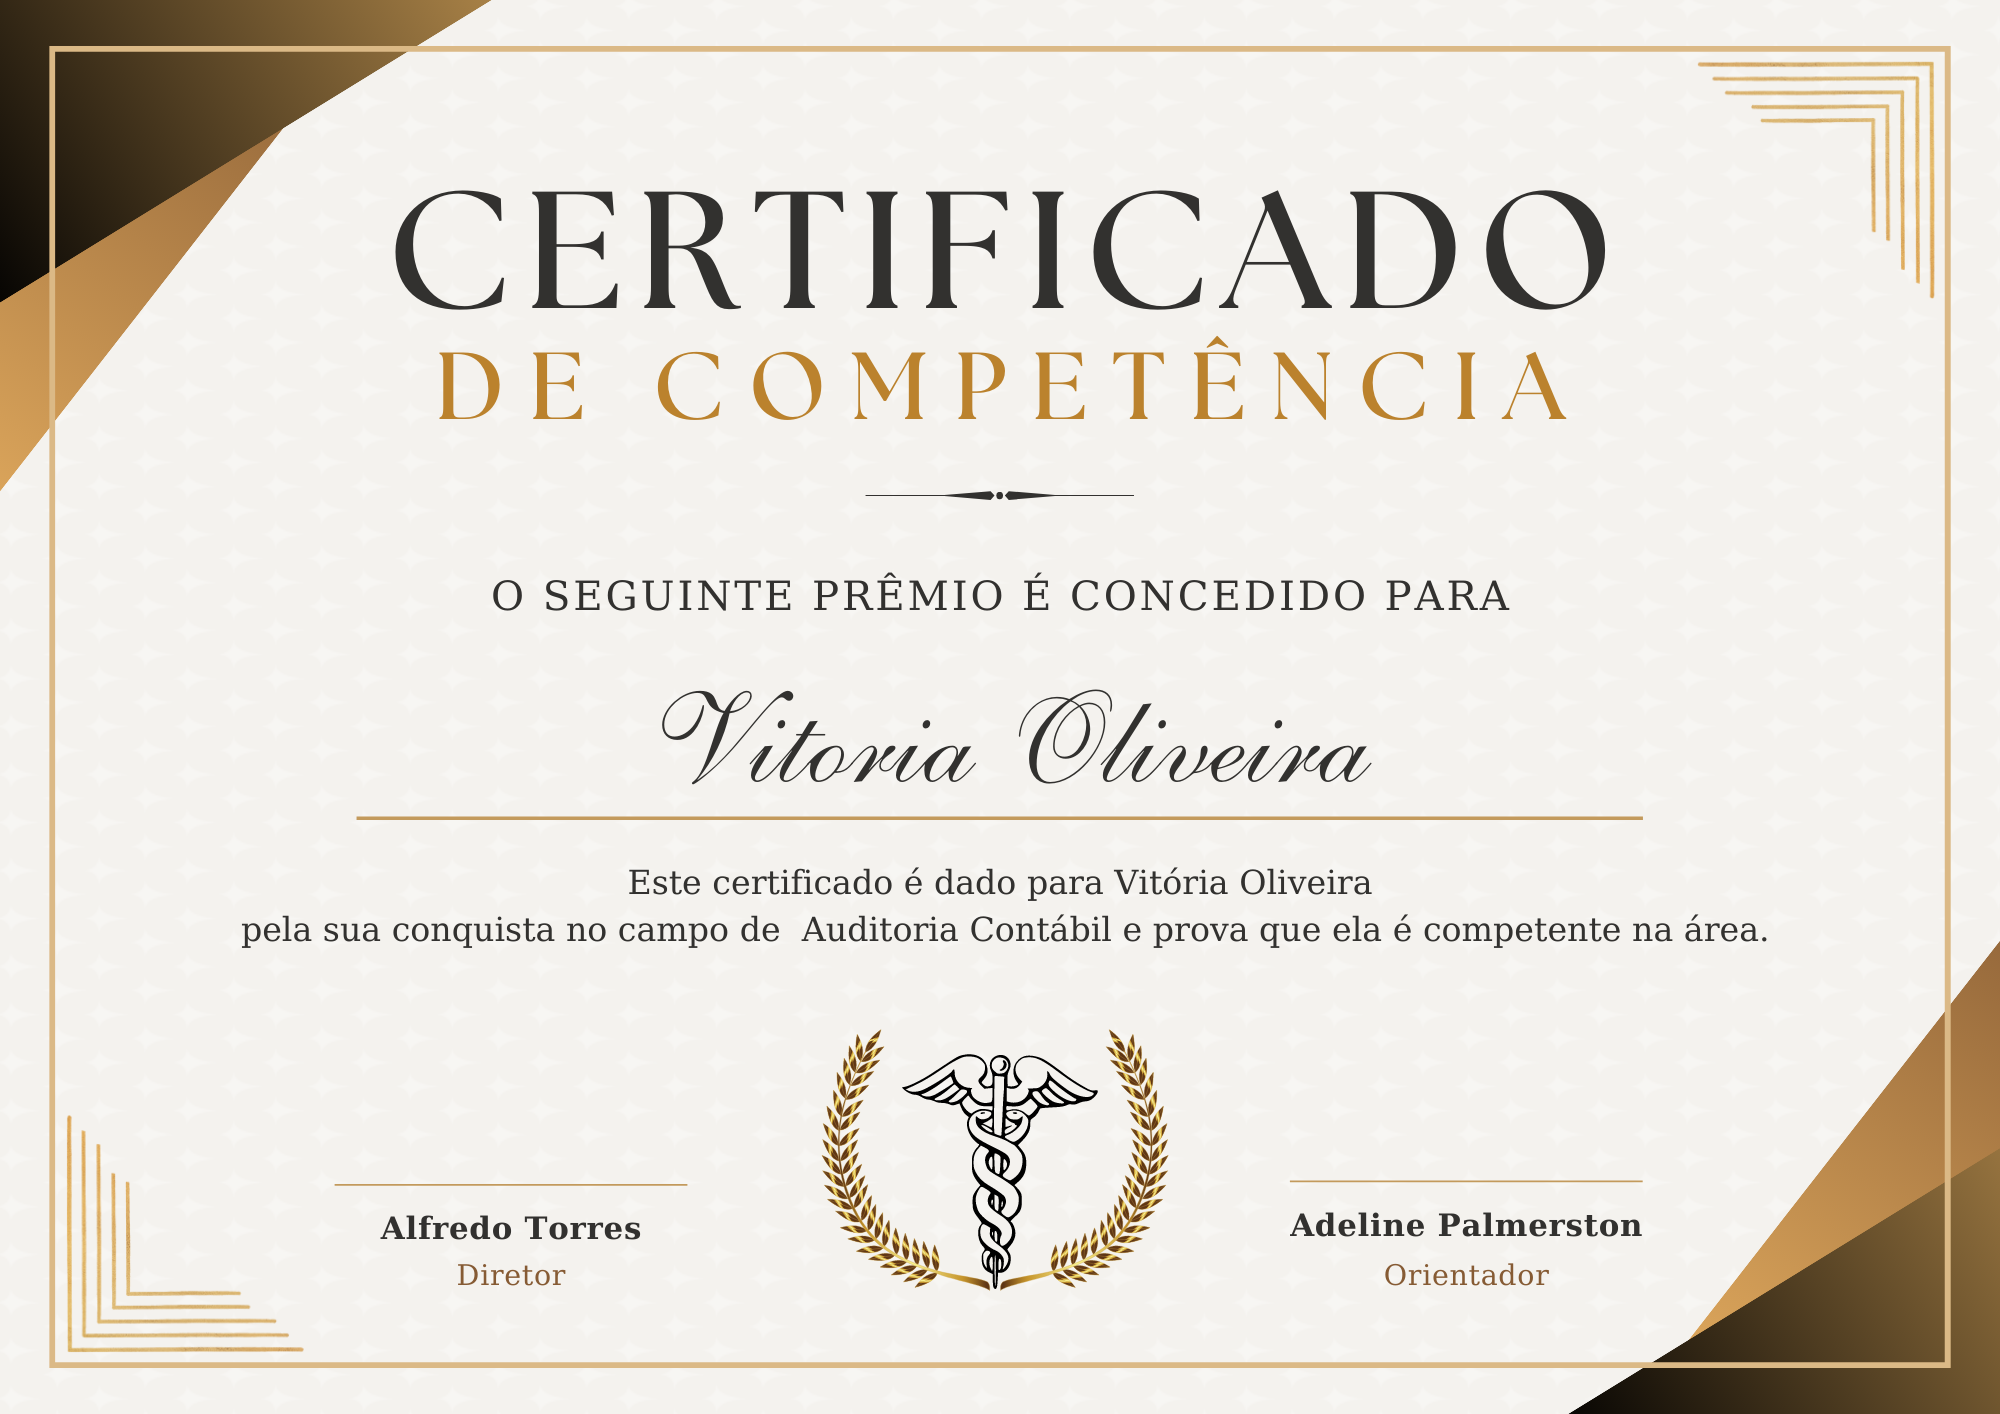 CERTIFICADO
DE COMPETÊNCIA
O SEGUINTE PRÊMIO É CONCEDIDO PARA
Vitoria Oliveira
Este certificado é dado para Vitória Oliveira
pela sua conquista no campo de  Auditoria Contábil e prova que ela é competente na área.
Alfredo Torres
Diretor
Adeline Palmerston
Orientador